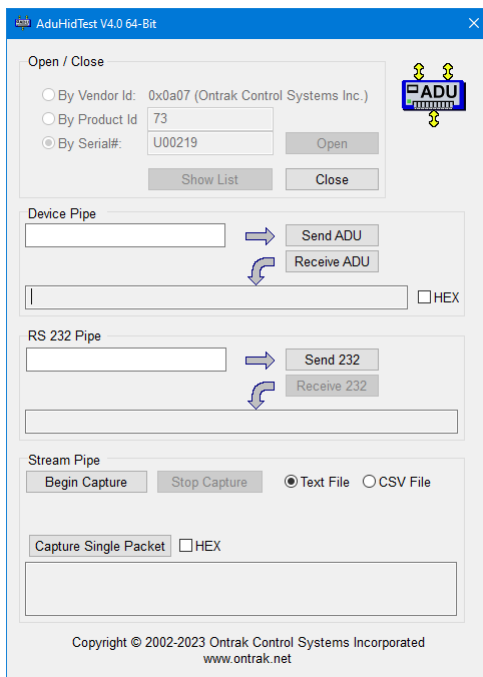 AduHidTest V4.0 64-Bit
Open / Close
By Vendor Id: 0x0a07 (Ontrak Control Systems Inc.)
ADU
By Product Id 73
By Serial#: U00219 Open
Show List Close
Device Pipe
Send ADU
Receive ADU
HEX
RS 232 Pipe
Send 232
Receive 232
Stream Pipe
Begin Capture Stop Capture Text File CSV File
Capture Single Packet HEX
Copyright © 2002-2023 Ontrak Control Systems Incorporated
www.ontrak.net